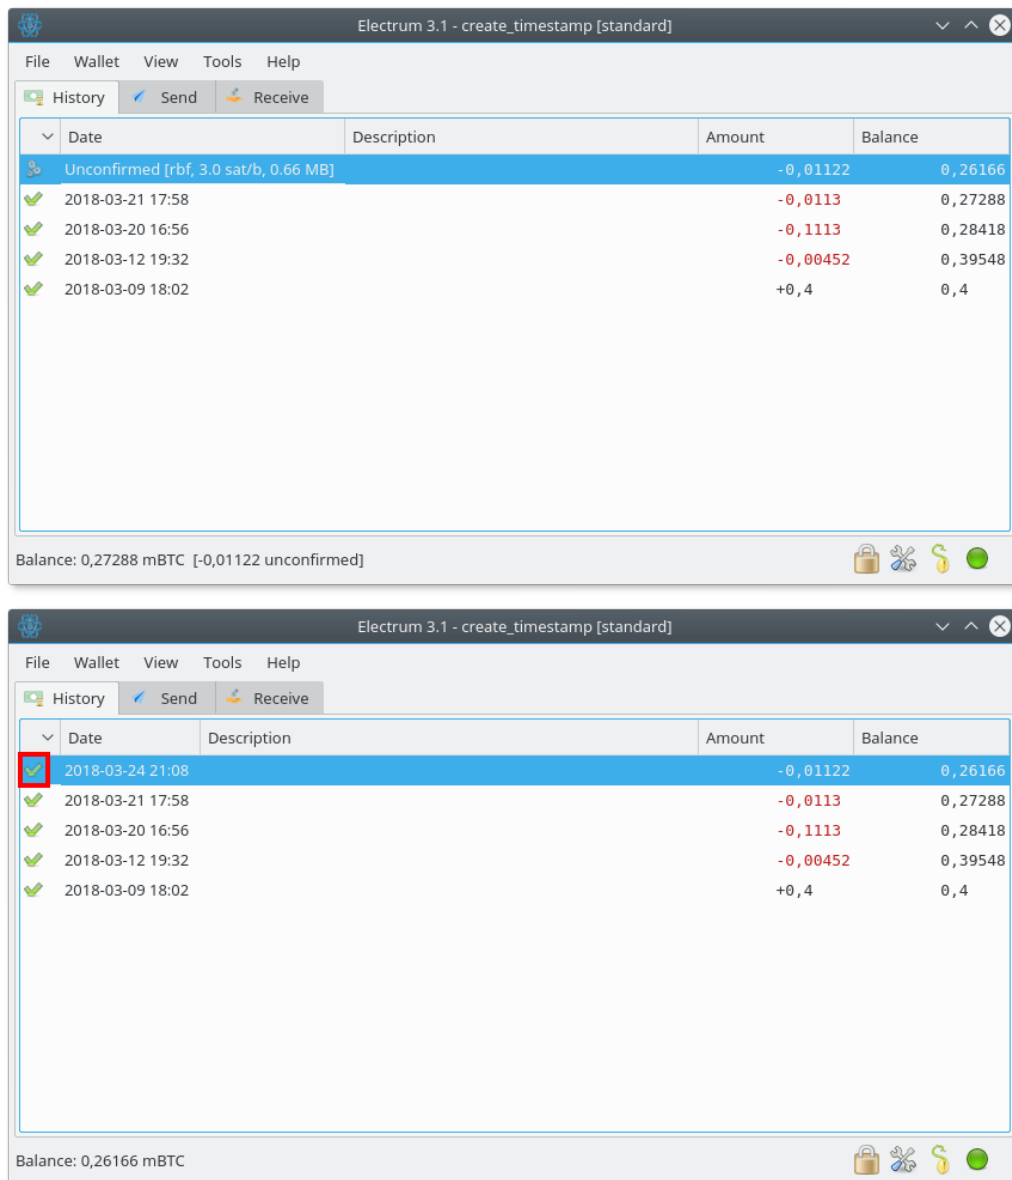 Electrum 3.1 - create_timestamp [standard]
File Wallet View Tools Help
History Send Receive
Date Description Amount Balance
Unconfirmed [rbf, 3.0 sat/b, 0.66 MB] -0,01122 0,26166
2018-03-21 17:58 -0,0113 0,27288
2018-03-20 16:56 -0,1113 0,28418
2018-03-12 19:32 -0,00452 0,39548
2018-03-09 18:02 +0,4 0,4
Balance: 0,27288 mBTC [-0,01122 unconfirmed]
Electrum 3.1 - create_timestamp [standard]
File Wallet View Tools Help
History Send Receive
Date Description Amount Balance
2018-03-24 21:08 -0,01122 0,26166
2018-03-21 17:58 -0,0113 0,27288
2018-03-20 16:56 -0,1113 0,28418
2018-03-12 19:32 -0,00452 0,39548
2018-03-09 18:02 +0,4 0,4
Balance: 0,26166 mBTC